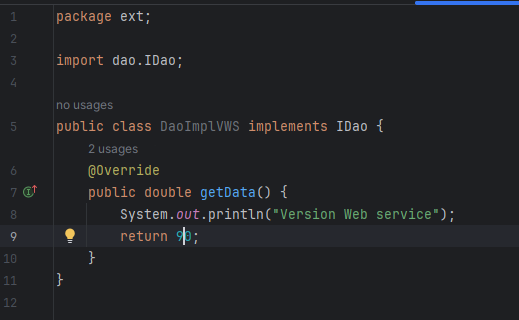 1 package ext;
2
3 import dao.IDao;
4
no usages
5 public class DaoImplVWS implements IDao {
2 usages
6 @Override
7 public double getData() {
8 System.out.println("Version Web service");
9 return 90;
10 }
11 }
12